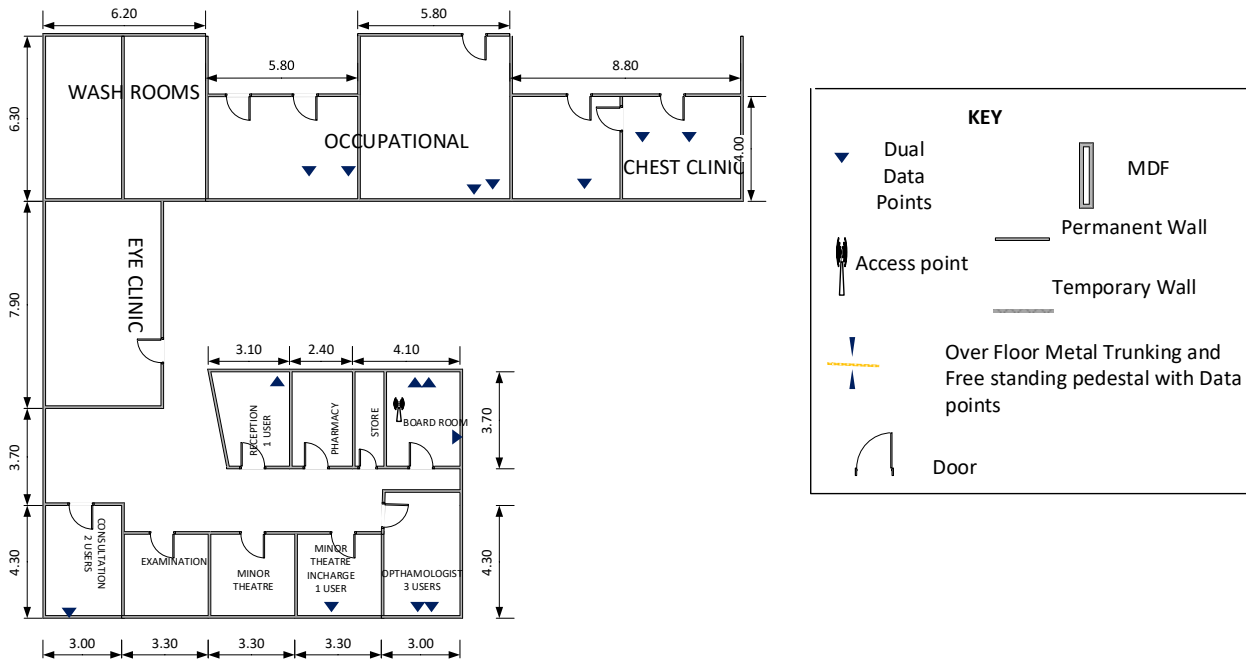 6.20
5.80
5.80
8.80
WASH ROOMS
6.30
OCCUPATIONAL
CHEST CLINIC
4.00
EYE CLINIC
7.90
3.10
2.40
4.10
RECEPTION
1 USER
PHARMACY
STORE
BOARD ROOM
3.70
3.70
CONSULTATION
2 USERS
EXAMINATION
MINOR
THEATRE
MINOR
THEATRE
INCHARGE
1 USER
OPTHAMOLOGIST
3 USERS
4.30
4.30
3.00
3.30
3.30
3.30
3.00
KEY
Dual
Data
Points
MDF
Permanent Wall
Access point
Temporary Wall
Over Floor Metal Trunking and
Free standing pedestal with Data
points
Door